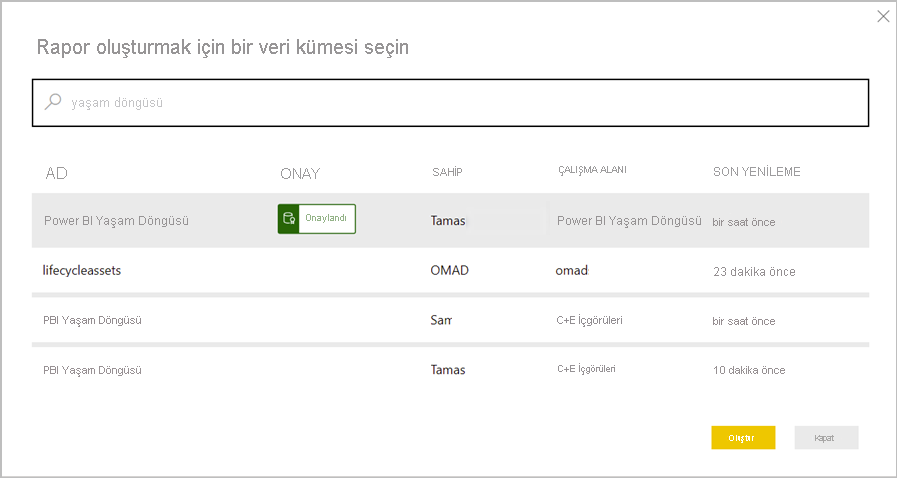 Rapor oluşturmak için bir veri kümesi seçin
yaşam döngüsü
AD ONAY SAHİP ÇALIŞMA ALANI SON YENİLEME
Power BI Yaşam Döngüsü Onaylandı Tamas Power BI Yaşam Döngüsü bir saat önce
lifecycleassets OMAD omad 23 dakika önce
PBI Yaşam Döngüsü Sam C+E İçgörüleri bir saat önce
PBI Yaşam Döngüsü Tamas C+E İçgörüleri 10 dakika önce
Oluştur Kapat